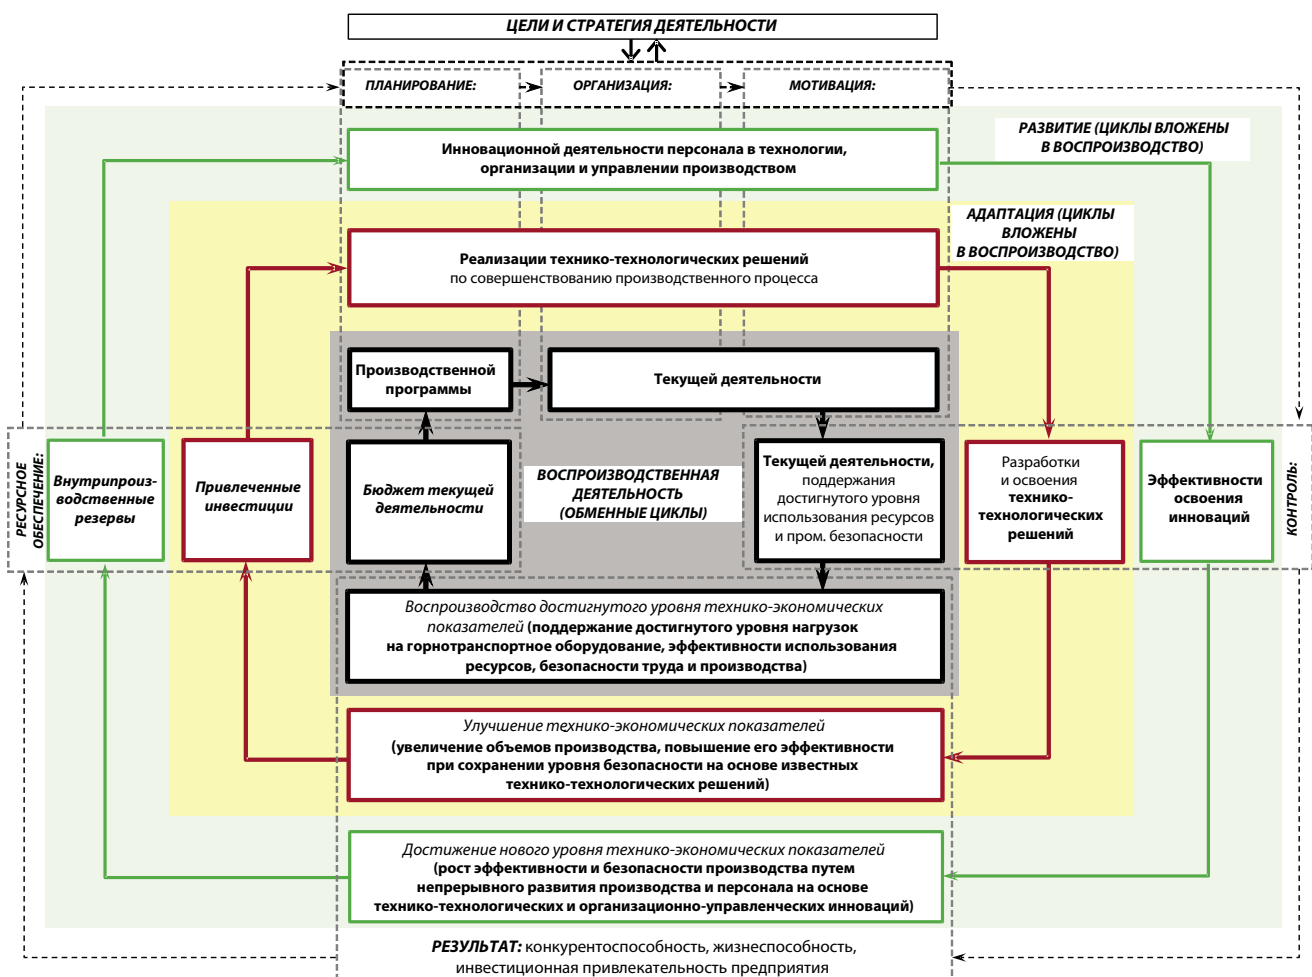 ЦЕЛИ И СТРАТЕГИЯ ДЕЯТЕЛЬНОСТИ
ПЛАНИРОВАНИЕ:
ОРГАНИЗАЦИЯ:
МОТИВАЦИЯ:
РАЗВИТИЕ (ЦИКЛЫ ВЛОЖЕНЫ
В ВОСПРОИЗВОДСТВО)
Инновационной деятельности персонала в технологии,
организации и управлении производством
АДАПТАЦИЯ (ЦИКЛЫ
ВЛОЖЕНЫ
В ВОСПРОИЗВОДСТВО)
Реализации технико-технологических решений
по совершенствованию производственного процесса
Производственной
программы
Текущей деятельности
РЕСУРСНОЕ
ОБЕСПЕЧЕНИЕ:
Внутрипроиз-
водственные
резервы
Привлеченные
инвестиции
Бюджет текущей
деятельности
ВОСПРОИЗВОДСТВЕННАЯ
ДЕЯТЕЛЬНОСТЬ
(ОБМЕННЫЕ ЦИКЛЫ)
Текущей деятельности,
поддержания
достигнутого уровня
использования ресурсов
и пром. безопасности
Разработки
и освоения
технико-
технологических
решений
Эффективности
освоения
инноваций
КОНТРОЛЬ:
Воспроизводство достигнутого уровня технико-экономических
показателей (поддержание достигнутого уровня нагрузок
на горнотранспортное оборудование, эффективности использования
ресурсов, безопасности труда и производства)
Улучшение технико-экономических показателей
(увеличение объемов производства, повышение его эффективности
при сохранении уровня безопасности на основе известных
технико-технологических решений)
Достижение нового уровня технико-экономических показателей
(рост эффективности и безопасности производства путем
непрерывного развития производства и персонала на основе
технико-технологических и организационно-управленческих инноваций)
РЕЗУЛЬТАТ: конкурентоспособность, жизнеспособность,
инвестиционная привлекательность предприятия